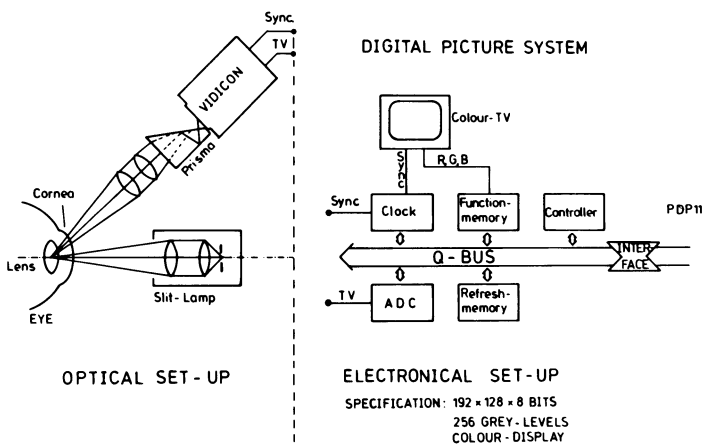 Sync.
TV
VIDICON
Prisma
Cornea
Lens
EYE
Slit-Lamp
OPTICAL SET-UP
DIGITAL PICTURE SYSTEM
Colour-TV
Sync
R,G,B
Sync
Clock
Function-
memory
Controller
PDP11
Q-BUS
INTER
FACE
TV
ADC
Refresh-
memory
ELECTRONICAL SET-UP
SPECIFICATION: 192 × 128 × 8 BITS
256 GREY-LEVELS
COLOUR-DISPLAY